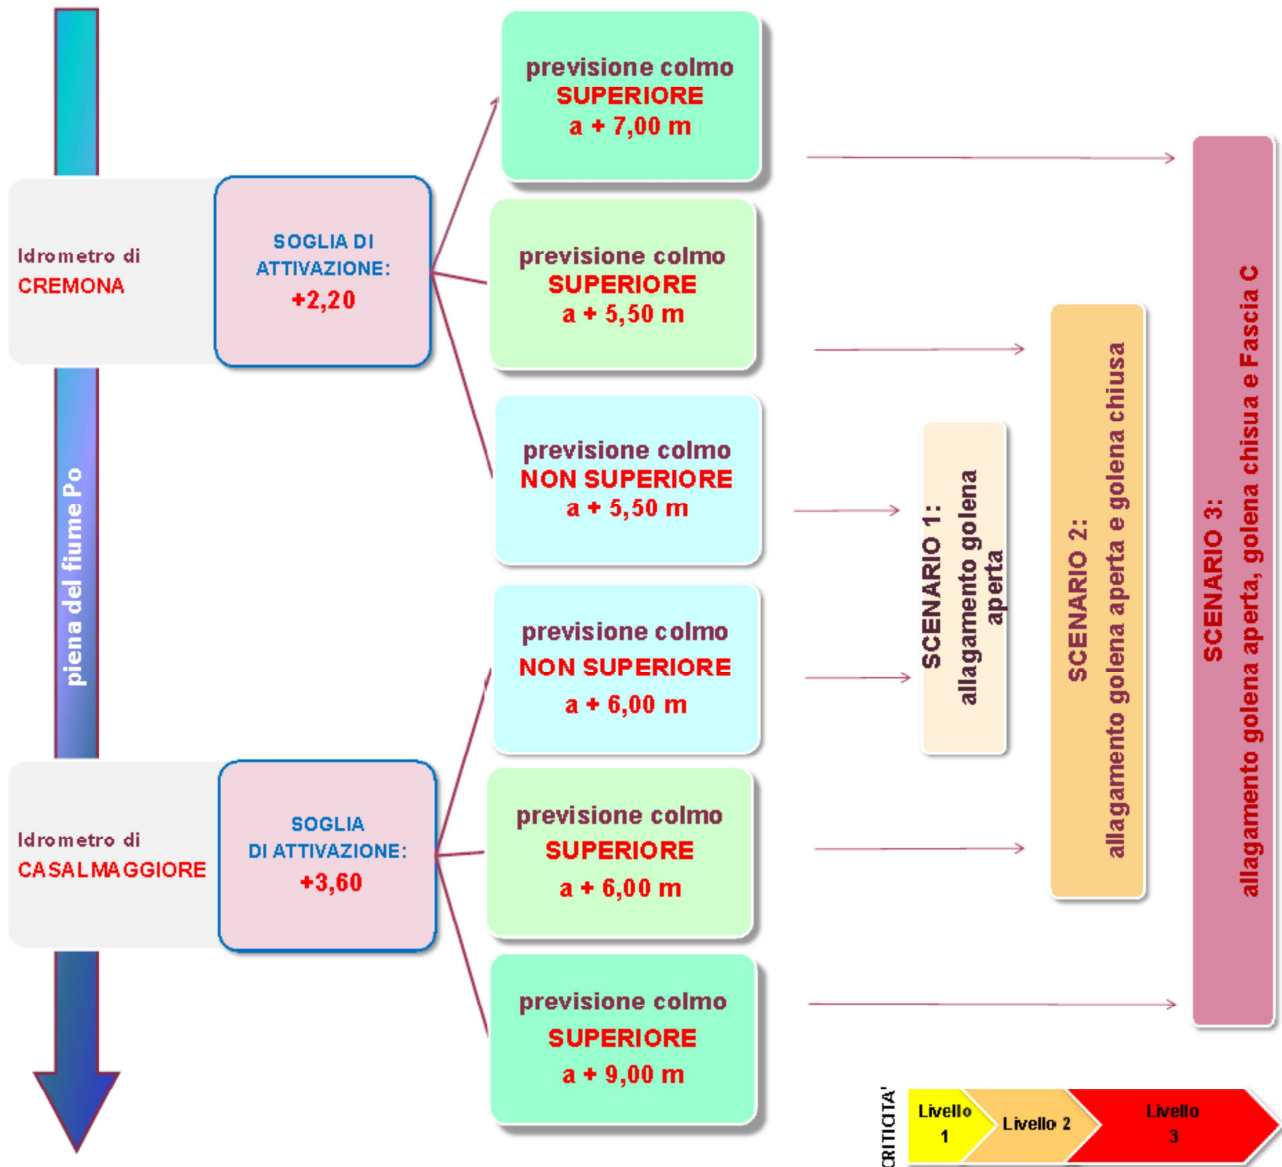 piena del fiume Po
Idrometro di
CREMONA
SOGLIA DI
ATTIVAZIONE:
+2,20
previsione colmo
SUPERIORE
a + 7,00 m
previsione colmo
SUPERIORE
a + 5,50 m
previsione colmo
NON SUPERIORE
a + 5,50 m
Idrometro di
CASALMAGGIORE
SOGLIA
DI ATTIVAZIONE:
+3,60
previsione colmo
NON SUPERIORE
a + 6,00 m
previsione colmo
SUPERIORE
a + 6,00 m
previsione colmo
SUPERIORE
a + 9,00 m
SCENARIO 1:
allagamento golena
aperta
SCENARIO 2:
allagamento golena aperta e golena chiusa
SCENARIO 3:
allagamento golena aperta, golena chisua e Fascia C
CRITICITA'
Livello
1
Livello 2
Livello
3